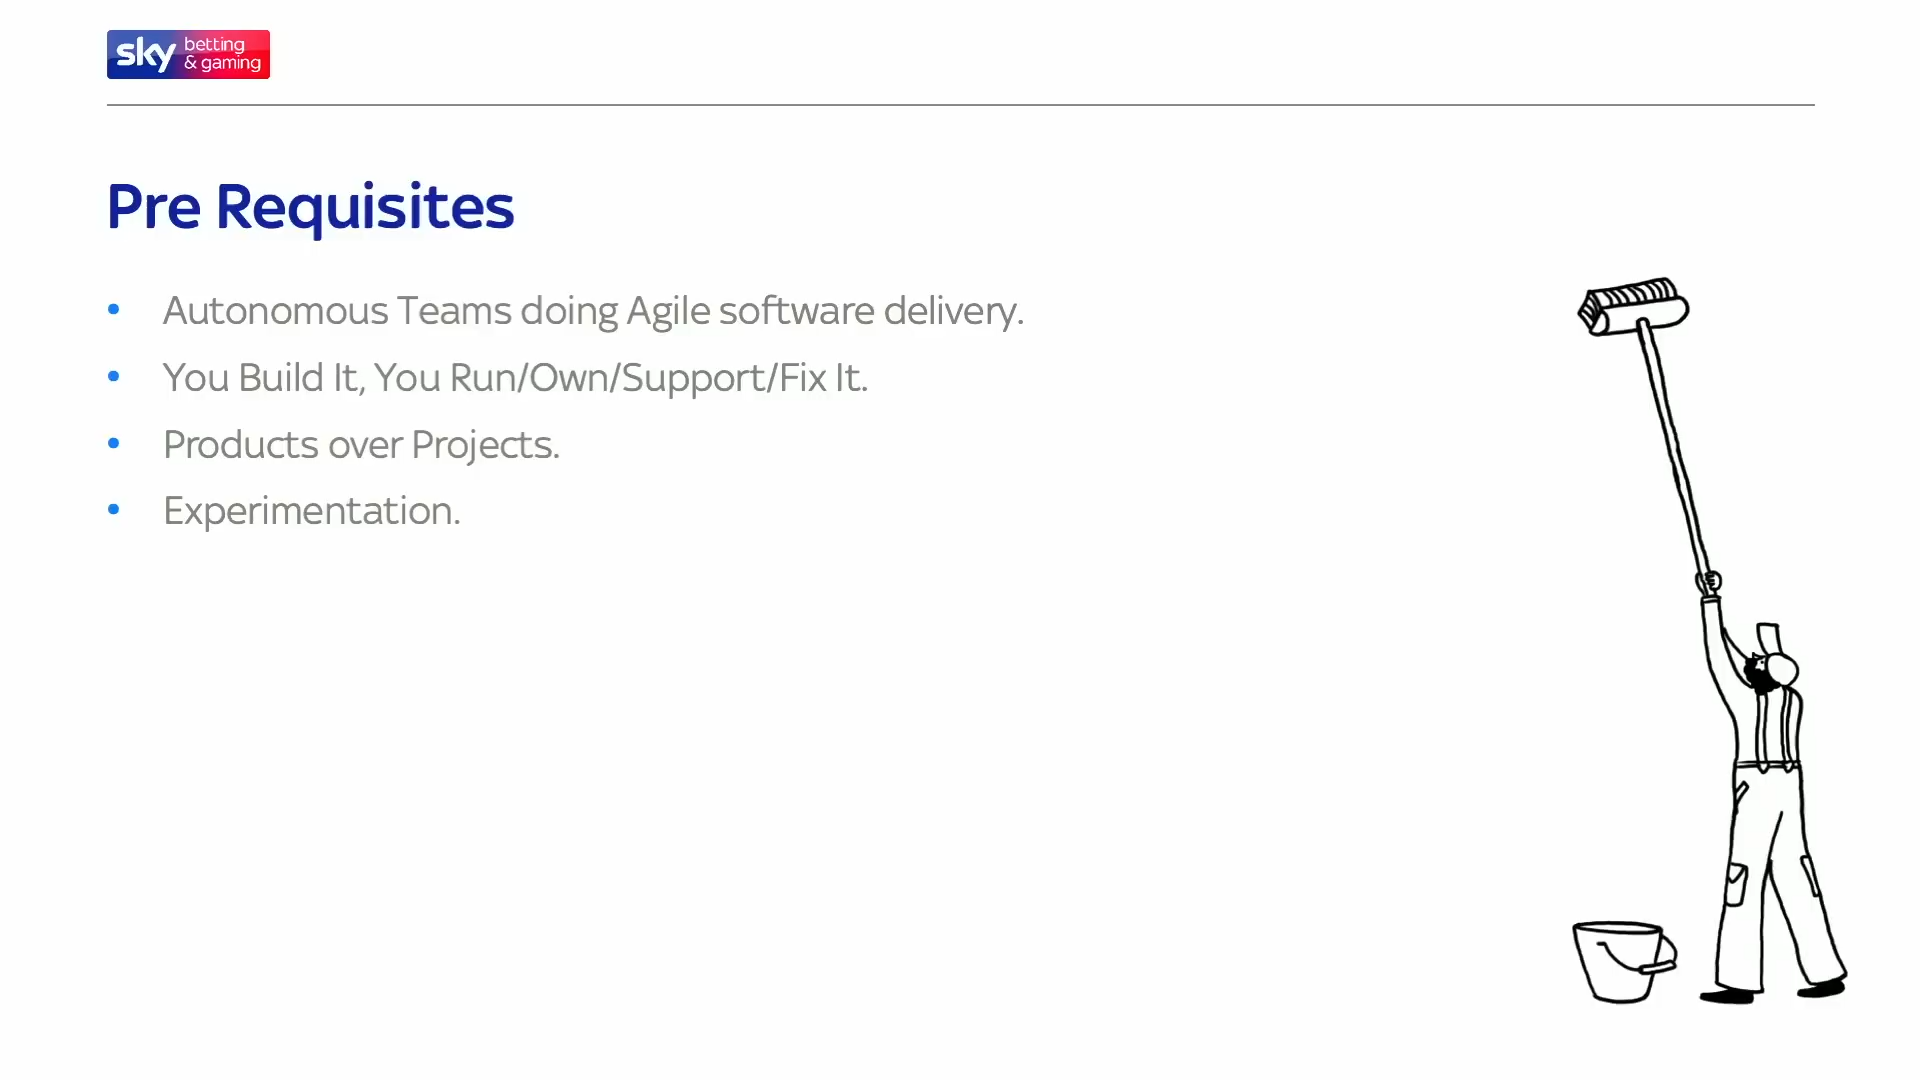 sky betting
& gaming
Pre Requisites
• Autonomous Teams doing Agile software delivery.
• You Build It, You Run/Own/Support/Fix It.
• Products over Projects.
• Experimentation.